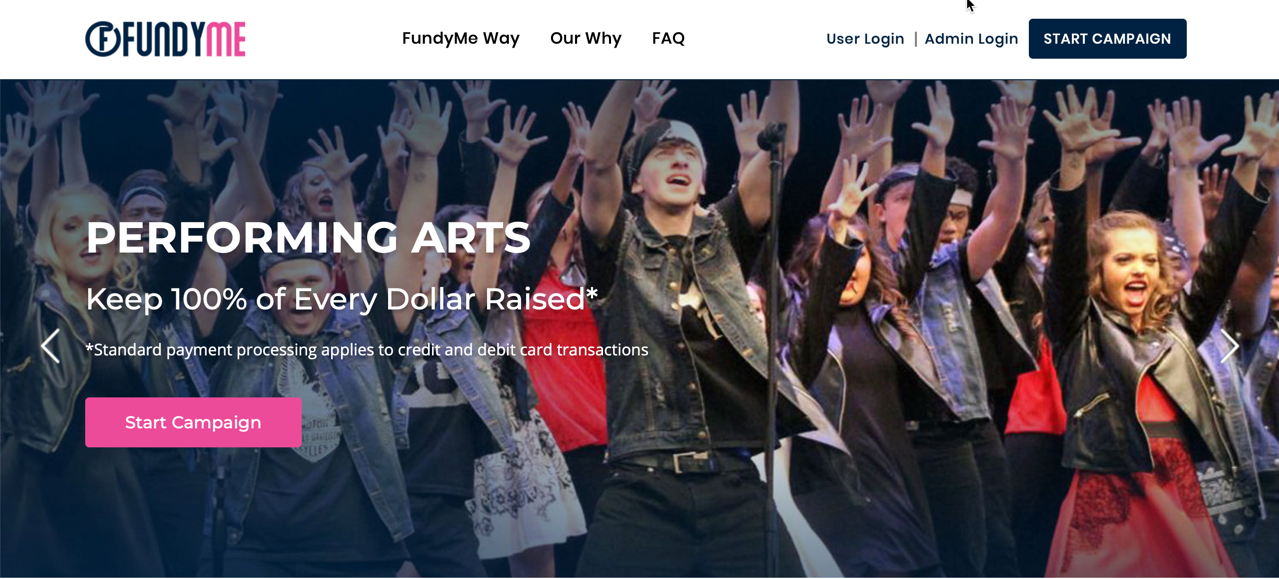 FUNDYME
FundyMe Way
Our Why
FAQ
User Login | Admin Login
START CAMPAIGN
PERFORMING ARTS
Keep 100% of Every Dollar Raised*
*Standard payment processing applies to credit and debit card transactions
Start Campaign